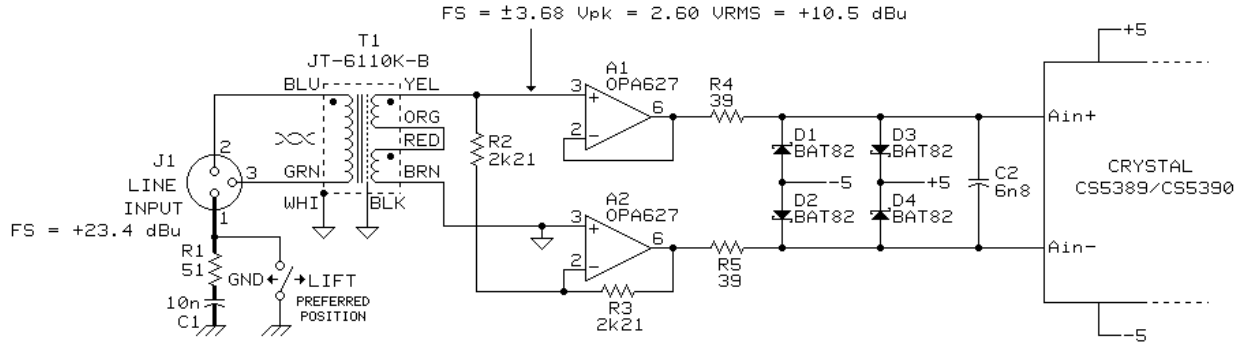 FS = ±3.68 Vpk = 2.60 VRMS = +10.5 dBu
T1
JT-6110K-B
BLU
YEL
ORG
RED
GRN
BRN
WHI
BLK
J1
LINE
INPUT
2
3
1
FS = +23.4 dBu
R1
51
10n
C1
GND
LIFT
PREFERRED
POSITION
R2
2k21
A1
OPA627
3
+
2
-
6
A2
OPA627
3
+
2
-
6
R3
2k21
R4
39
R5
39
D1
BAT82
-5
D2
BAT82
D3
BAT82
+5
D4
BAT82
C2
6n8
+5
Ain+
CRYSTAL
CS5389/CS5390
Ain-
-5